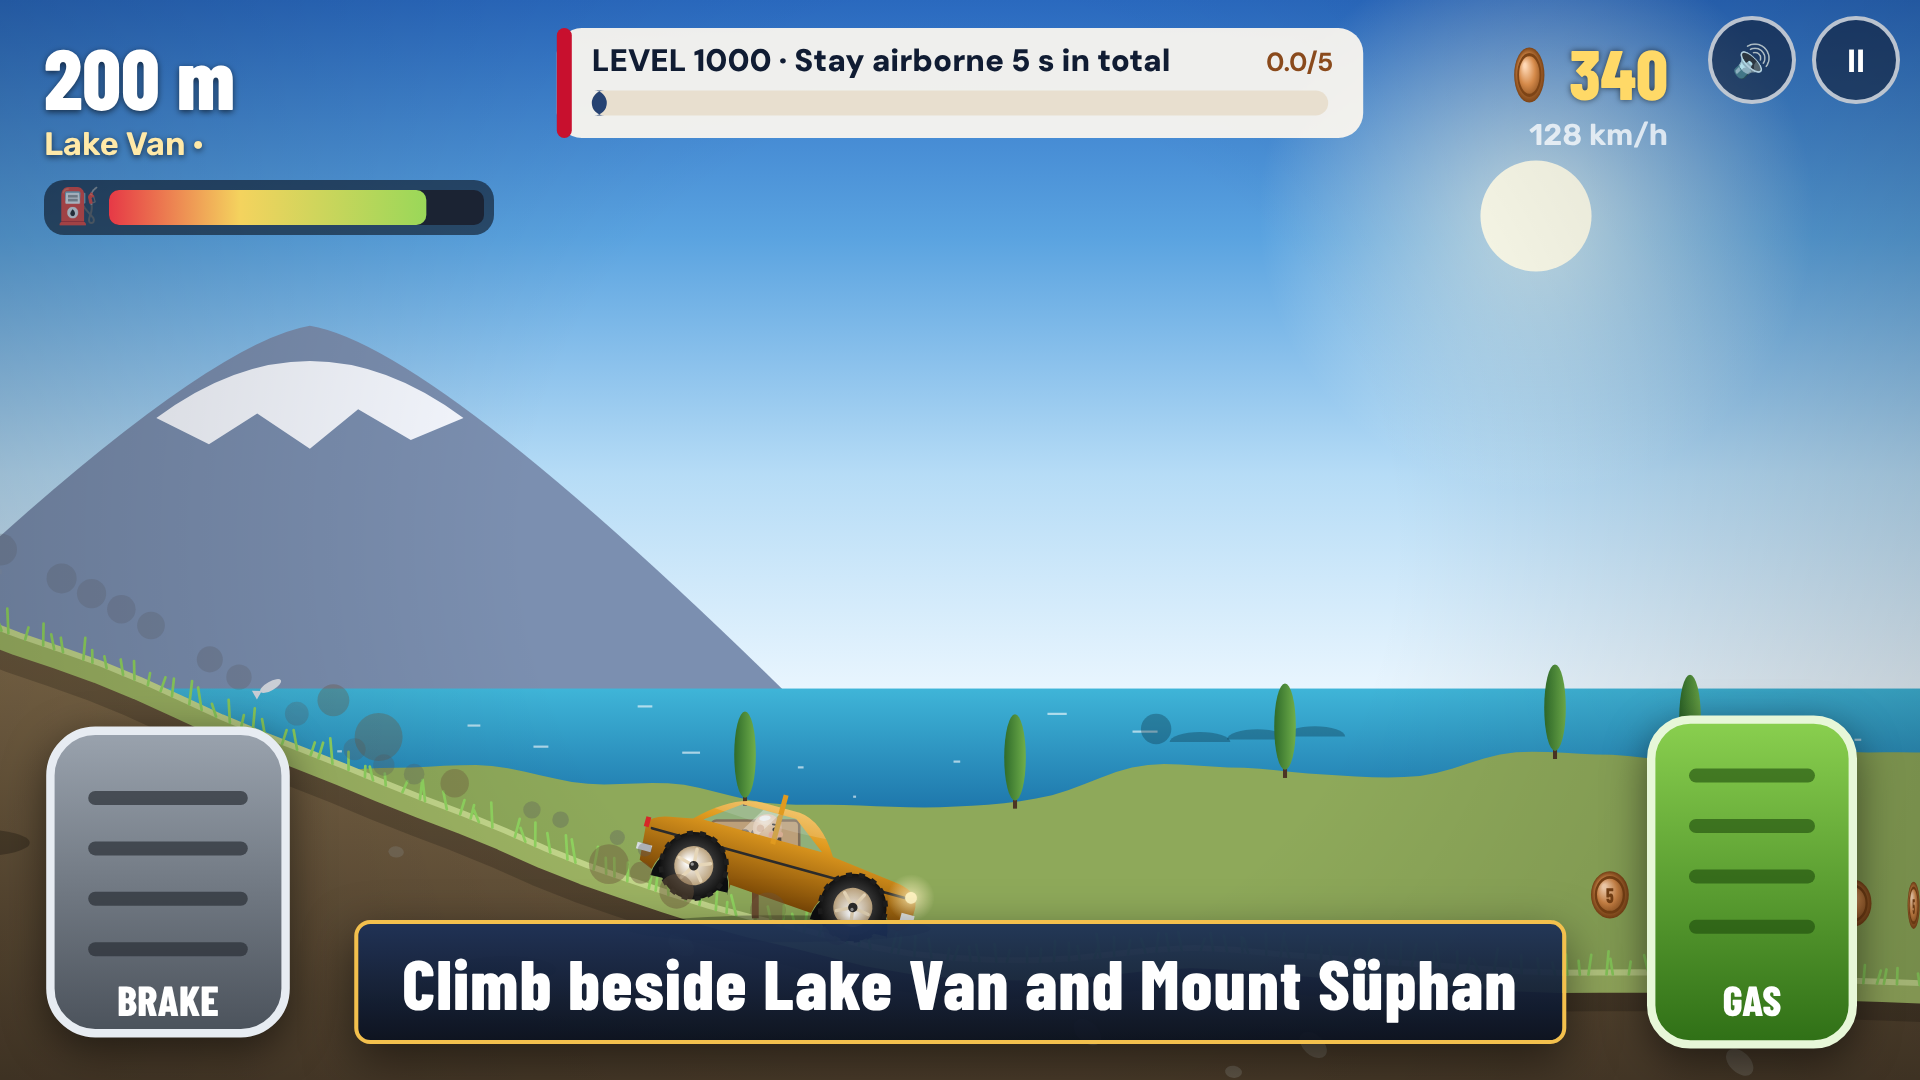 200 m
Lake Van •
LEVEL 1000 · Stay airborne 5 s in total
0.0/5
340
128 km/h
5
BRAKE
GAS
Climb beside Lake Van and Mount Süphan